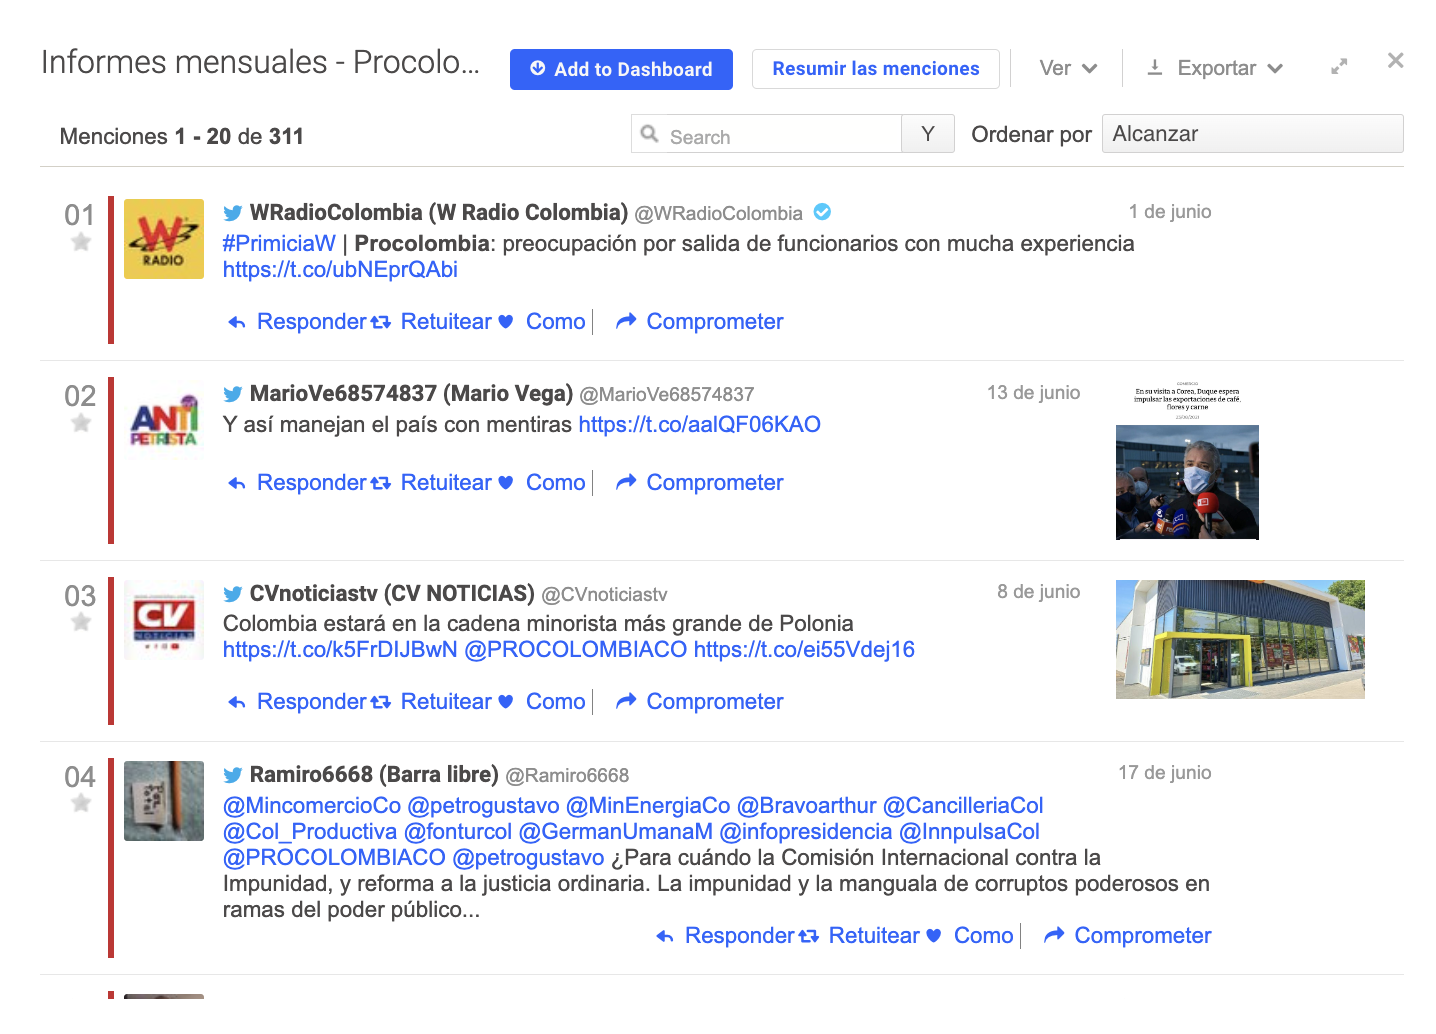 Informes mensuales - Procolo...
Add to Dashboard
Resumir las menciones
Ver
Exportar
Menciones 1 - 20 de 311
Search
Y
Ordenar por
Alcanzar
01
W
RADIO
WRadioColombia (W Radio Colombia) @WRadioColombia
1 de junio
#PrimiciaW | Procolombia: preocupación por salida de funcionarios con mucha experiencia
https://t.co/ubNEprQAbi
Responder Retuitear Como Comprometer
02
ANTI
PETRISTA
MarioVe68574837 (Mario Vega) @MarioVe68574837
13 de junio
Y así manejan el país con mentiras https://t.co/aalQF06KAO
Responder Retuitear Como Comprometer
En su visita a Corea, Duque espera
impulsar las exportaciones de café,
flores y carne
03
CV
NOTICIAS
CVnoticiastv (CV NOTICIAS) @CVnoticiastv
8 de junio
Colombia estará en la cadena minorista más grande de Polonia
https://t.co/k5FrDIJBwN @PROCOLOMBIACO https://t.co/ei55Vdej16
Responder Retuitear Como Comprometer
04
Ramiro6668 (Barra libre) @Ramiro6668
17 de junio
@MincomercioCo @petrogustavo @MinEnergiaCo @Bravoarthur @CancilleriaCol
@Col_Productiva @fonturcol @GermanUmanaM @infopresidencia @InnpulsaCol
@PROCOLOMBIACO @petrogustavo ¿Para cuándo la Comisión Internacional contra la
Impunidad, y reforma a la justicia ordinaria. La impunidad y la manguala de corruptos poderosos en
ramas del poder público...
Responder Retuitear Como Comprometer